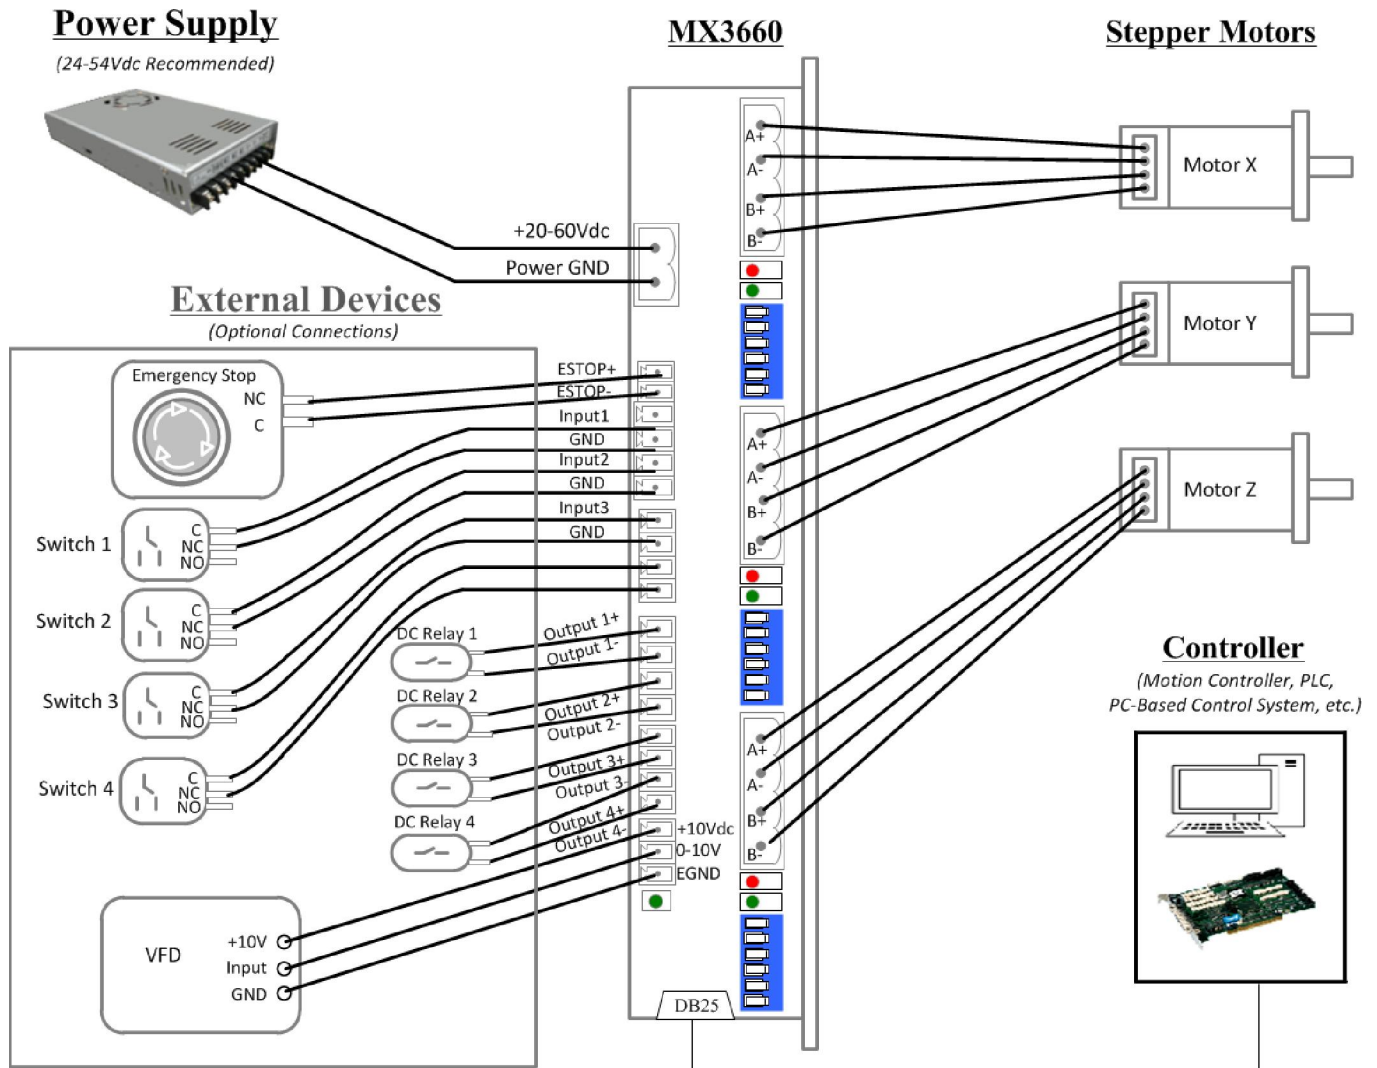 Power Supply
(24-54Vdc Recommended)
MX3660
Stepper Motors
+20-60Vdc
Power GND
A+
A-
B+
B-
Motor X
External Devices
(Optional Connections)
Emergency Stop
NC
C
ESTOP+
ESTOP-
Input1
GND
Input2
GND
Input3
GND
Motor Y
A+
A-
B+
B-
Motor Z
Switch 1
C
NC
NO
Switch 2
C
NC
NO
Switch 3
C
NC
NO
Switch 4
C
NC
NO
DC Relay 1
Output 1+
Output 1-
DC Relay 2
Output 2+
Output 2-
DC Relay 3
Output 3+
Output 3-
DC Relay 4
Output 4+
Output 4-
+10Vdc
0-10V
EGND
A+
A-
B+
B-
Controller
(Motion Controller, PLC,
PC-Based Control System, etc.)
VFD
+10V
Input
GND
DB25